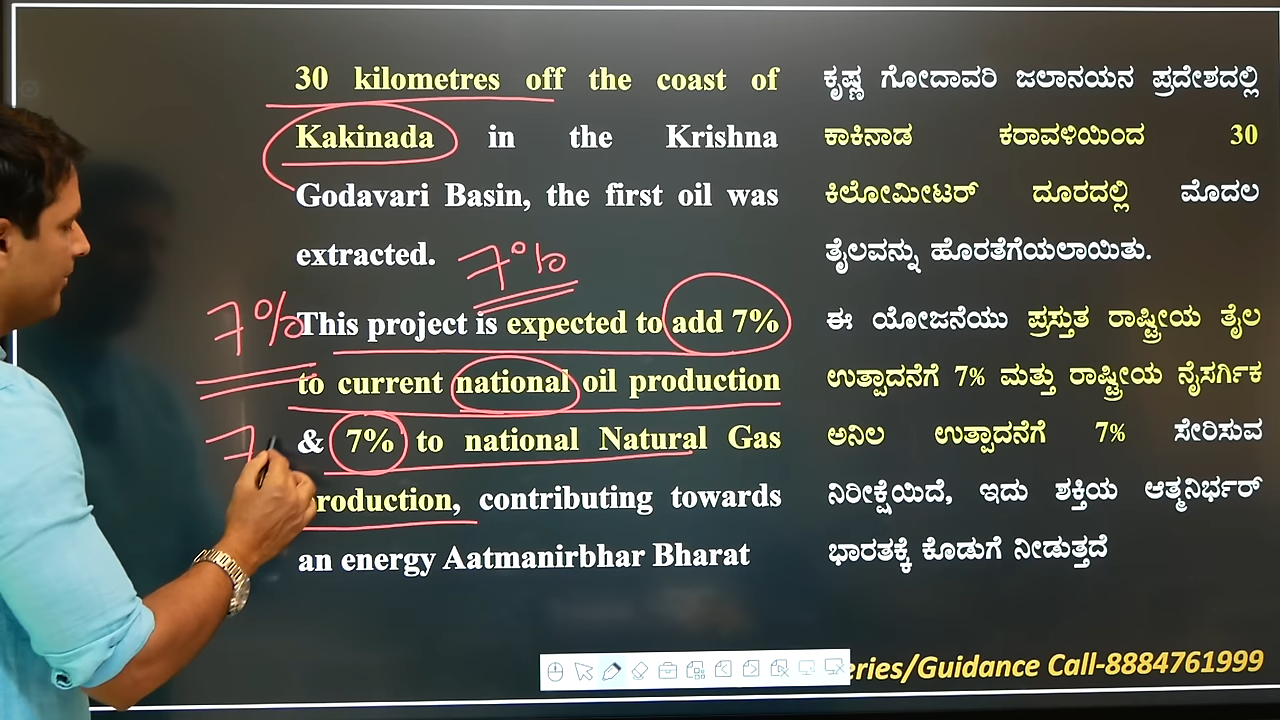 30 kilometres off the coast of
Kakinada in the Krishna
Godavari Basin, the first oil was
extracted.
7%
7%
This project is expected to add 7%
to current national oil production
7
& 7% to national Natural Gas
production, contributing towards
an energy Aatmanirbhar Bharat
ಕೃಷ್ಣ ಗೋದಾವರಿ ಜಲಾನಯನ ಪ್ರದೇಶದಲ್ಲಿ
ಕಾಕಿನಾಡ ಕರಾವಳಿಯಿಂದ 30
ಕಿಲೋಮೀಟರ್ ದೂರದಲ್ಲಿ ಮೊದಲ
ತೈಲವನ್ನು ಹೊರತೆಗೆಯಲಾಯಿತು.
ಈ ಯೋಜನೆಯು ಪ್ರಸ್ತುತ ರಾಷ್ಟ್ರೀಯ ತೈಲ
ಉತ್ಪಾದನೆಗೆ 7% ಮತ್ತು ರಾಷ್ಟ್ರೀಯ ನೈಸರ್ಗಿಕ
ಅನಿಲ ಉತ್ಪಾದನೆಗೆ 7% ಸೇರಿಸುವ
ನಿರೀಕ್ಷೆಯಿದೆ, ಇದು ಶಕ್ತಿಯ ಆತ್ಮನಿರ್ಭರ್
ಭಾರತಕ್ಕೆ ಕೊಡುಗೆ ನೀಡುತ್ತದೆ
eries/Guidance Call-8884761999